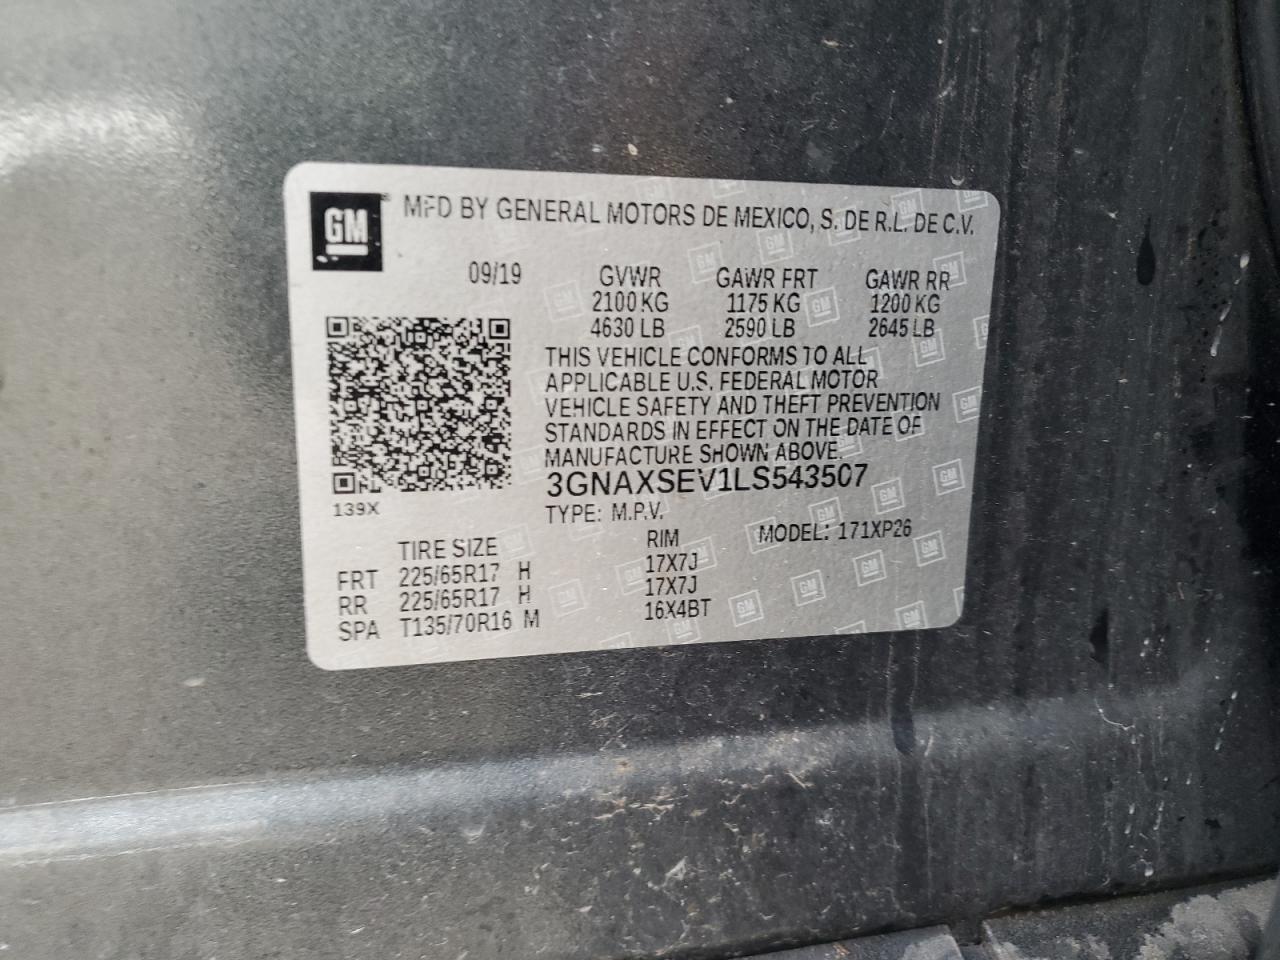 GM ® MFD BY GENERAL MOTORS DE MEXICO, S. DE R.L. DE C.V.
09/19 GVWR GAWR FRT GAWR RR
2100 KG 1175 KG 1200 KG
4630 LB 2590 LB 2645 LB
THIS VEHICLE CONFORMS TO ALL
APPLICABLE U.S. FEDERAL MOTOR
VEHICLE SAFETY AND THEFT PREVENTION
STANDARDS IN EFFECT ON THE DATE OF
MANUFACTURE SHOWN ABOVE.
3GNAXSEV1LS543507
139X
TYPE: M.P.V. MODEL: 171XP26
TIRE SIZE RIM
FRT 225/65R17 H 17X7J
RR 225/65R17 H 17X7J
SPA T135/70R16 M 16X4BT